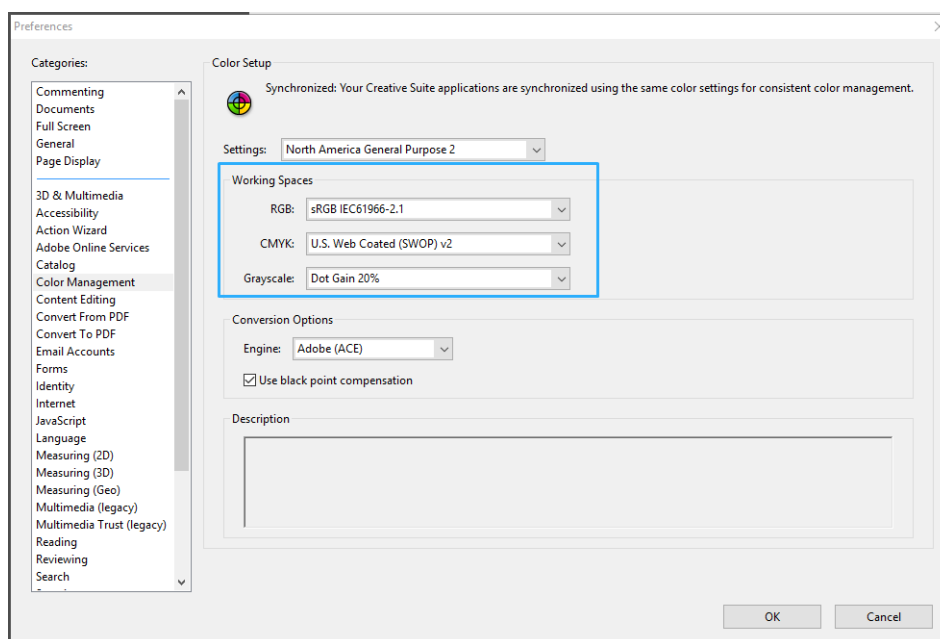 Preferences
Categories:
Commenting
Documents
Full Screen
General
Page Display
3D & Multimedia
Accessibility
Action Wizard
Adobe Online Services
Catalog
Color Management
Content Editing
Convert From PDF
Convert To PDF
Email Accounts
Forms
Identity
Internet
JavaScript
Language
Measuring (2D)
Measuring (3D)
Measuring (Geo)
Multimedia (legacy)
Multimedia Trust (legacy)
Reading
Reviewing
Search
Color Setup
Synchronized: Your Creative Suite applications are synchronized using the same color settings for consistent color management.
Settings: North America General Purpose 2
Working Spaces
RGB: sRGB IEC61966-2.1
CMYK: U.S. Web Coated (SWOP) v2
Grayscale: Dot Gain 20%
Conversion Options
Engine: Adobe (ACE)
Use black point compensation
Description
OK
Cancel